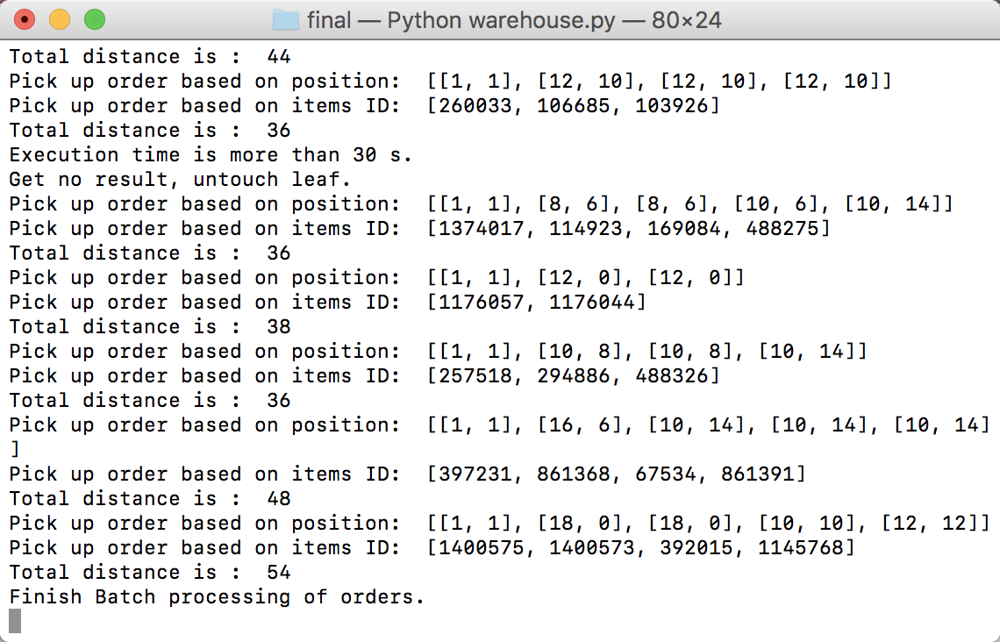 final — Python warehouse.py — 80×24
Total distance is :  44
Pick up order based on position:  [[1, 1], [12, 10], [12, 10], [12, 10]]
Pick up order based on items ID:  [260033, 106685, 103926]
Total distance is :  36
Execution time is more than 30 s.
Get no result, untouch leaf.
Pick up order based on position:  [[1, 1], [8, 6], [8, 6], [10, 6], [10, 14]]
Pick up order based on items ID:  [1374017, 114923, 169084, 488275]
Total distance is :  36
Pick up order based on position:  [[1, 1], [12, 0], [12, 0]]
Pick up order based on items ID:  [1176057, 1176044]
Total distance is :  38
Pick up order based on position:  [[1, 1], [10, 8], [10, 8], [10, 14]]
Pick up order based on items ID:  [257518, 294886, 488326]
Total distance is :  36
Pick up order based on position:  [[1, 1], [16, 6], [10, 14], [10, 14], [10, 14]
]
Pick up order based on items ID:  [397231, 861368, 67534, 861391]
Total distance is :  48
Pick up order based on position:  [[1, 1], [18, 0], [18, 0], [10, 10], [12, 12]]
Pick up order based on items ID:  [1400575, 1400573, 392015, 1145768]
Total distance is :  54
Finish Batch processing of orders.